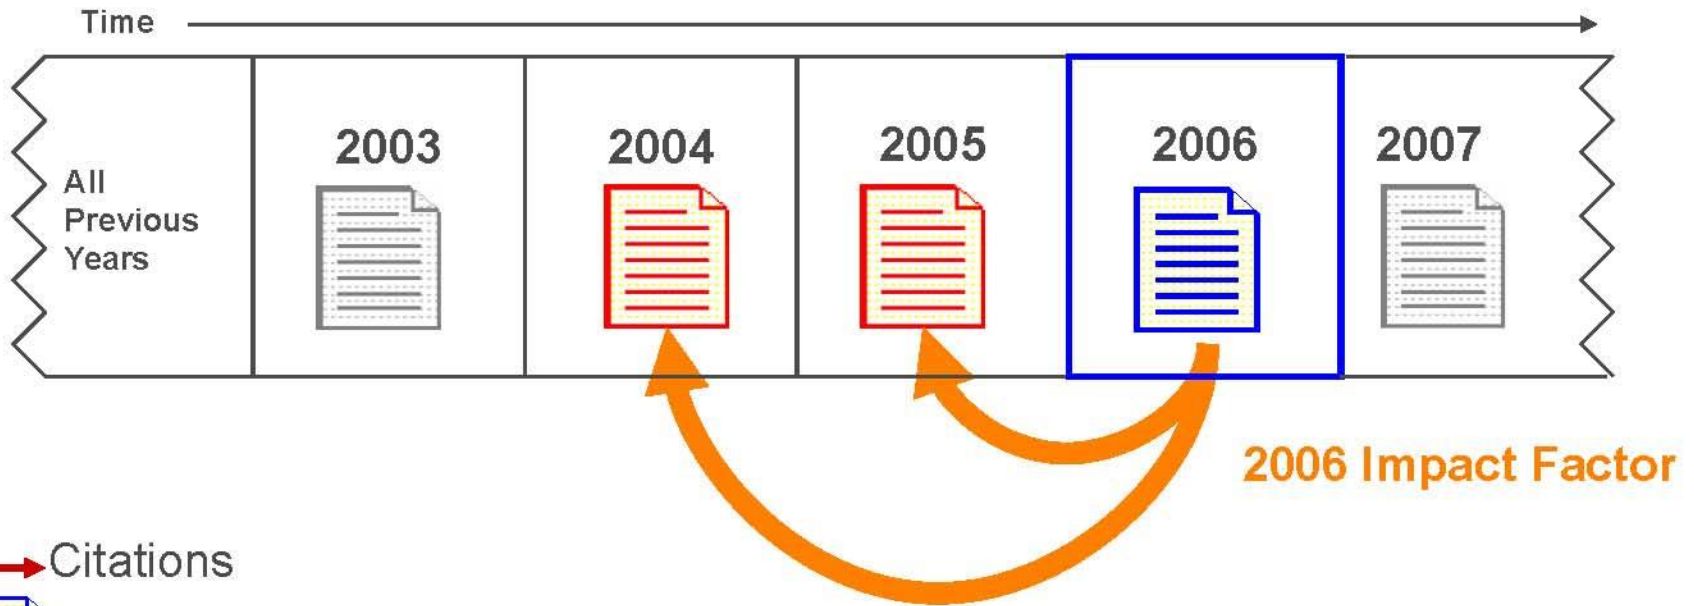 Time
All
Previous
Years
2003
2004
2005
2006
2007
2006 Impact Factor
Citations